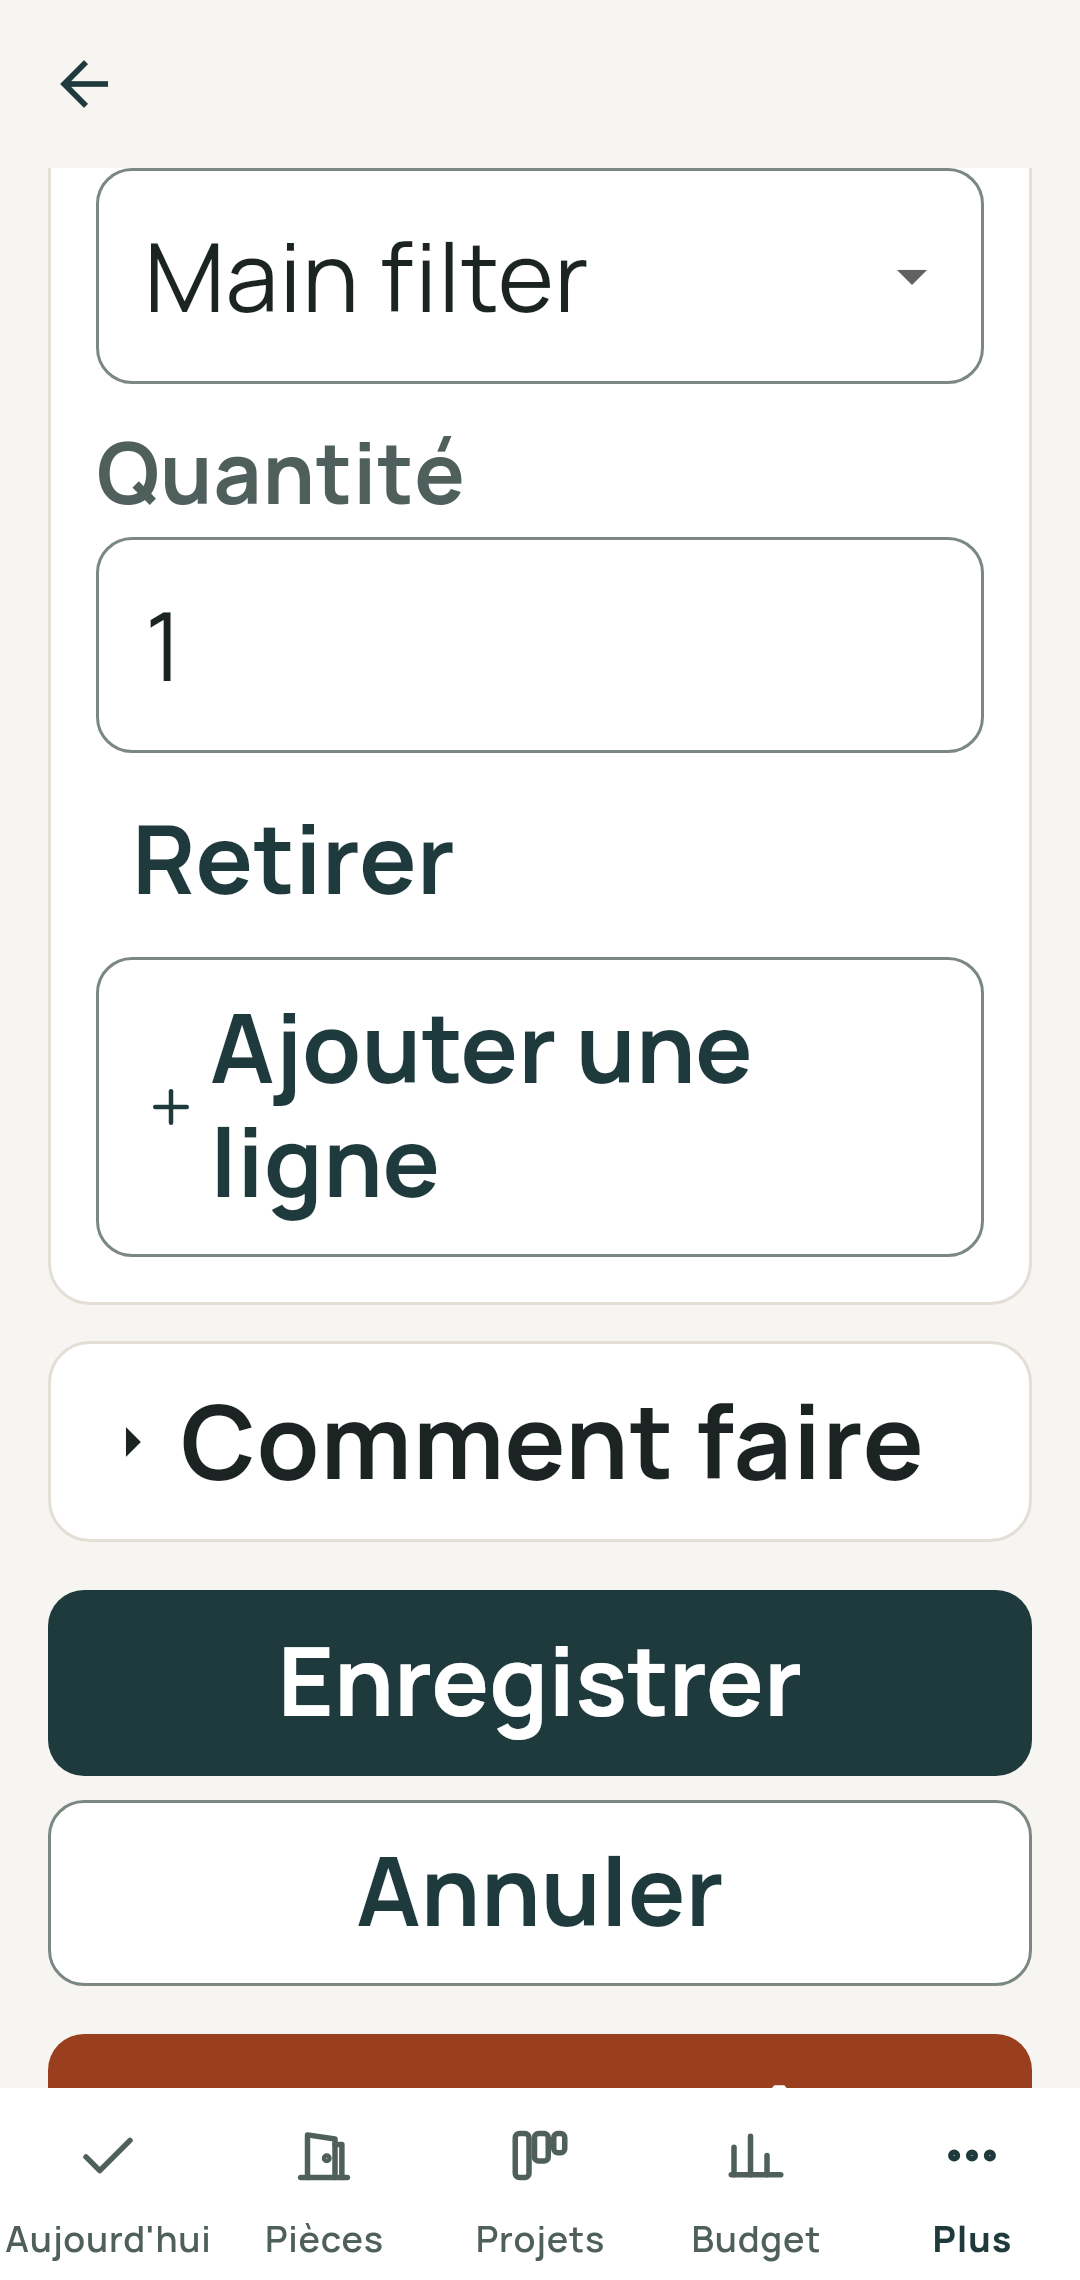 Main filter
Quantité
1
Retirer
Ajouter une
ligne
Comment faire
Enregistrer
Annuler
Aujourd'hui
Pièces
Projets
Budget
Plus